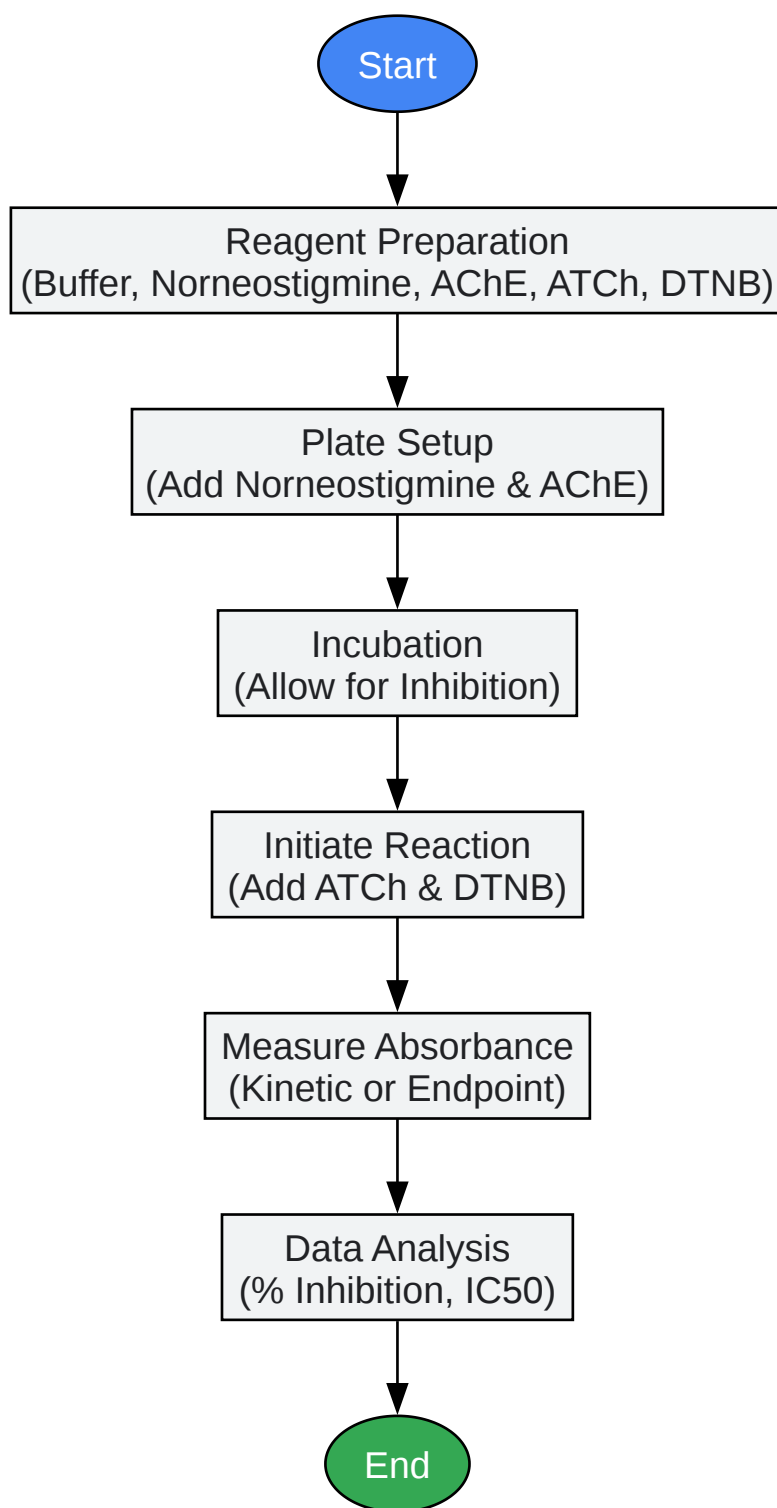 Start
Reagent Preparation
(Buffer, Norneostigmine, AChE, ATCh, DTNB)
Plate Setup
(Add Norneostigmine & AChE)
Incubation
(Allow for Inhibition)
Initiate Reaction
(Add ATCh & DTNB)
Measure Absorbance
(Kinetic or Endpoint)
Data Analysis
(% Inhibition, IC50)
End